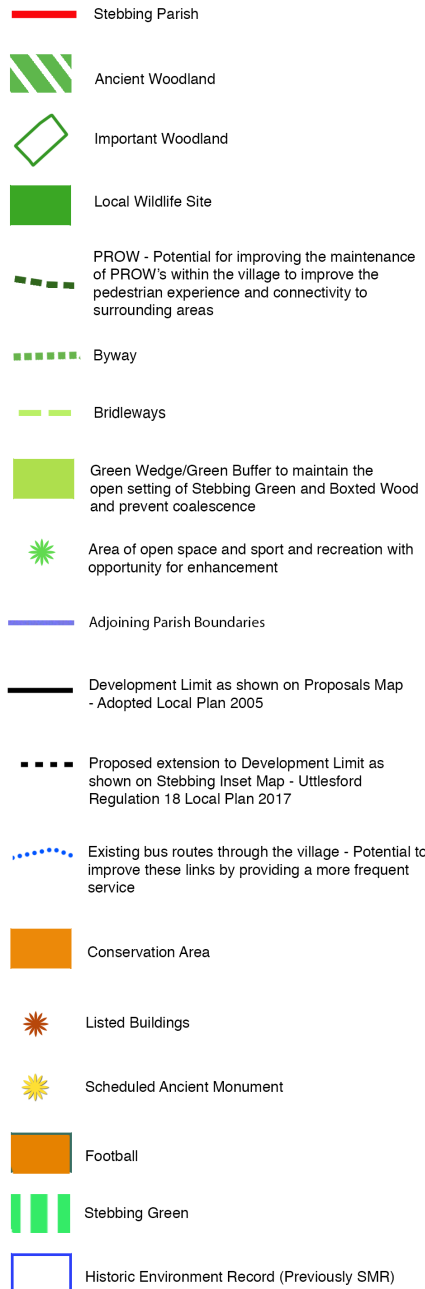 Stebbing Parish
Ancient Woodland
Important Woodland
Local Wildlife Site
PROW - Potential for improving the maintenance
of PROW's within the village to improve the
pedestrian experience and connectivity to
surrounding areas
Byway
Bridleways
Green Wedge/Green Buffer to maintain the
open setting of Stebbing Green and Boxted Wood
and prevent coalescence
Area of open space and sport and recreation with
opportunity for enhancement
Adjoining Parish Boundaries
Development Limit as shown on Proposals Map
- Adopted Local Plan 2005
Proposed extension to Development Limit as
shown on Stebbing Inset Map - Uttlesford
Regulation 18 Local Plan 2017
Existing bus routes through the village - Potential to
improve these links by providing a more frequent
service
Conservation Area
Listed Buildings
Scheduled Ancient Monument
Football
Stebbing Green
Historic Environment Record (Previously SMR)